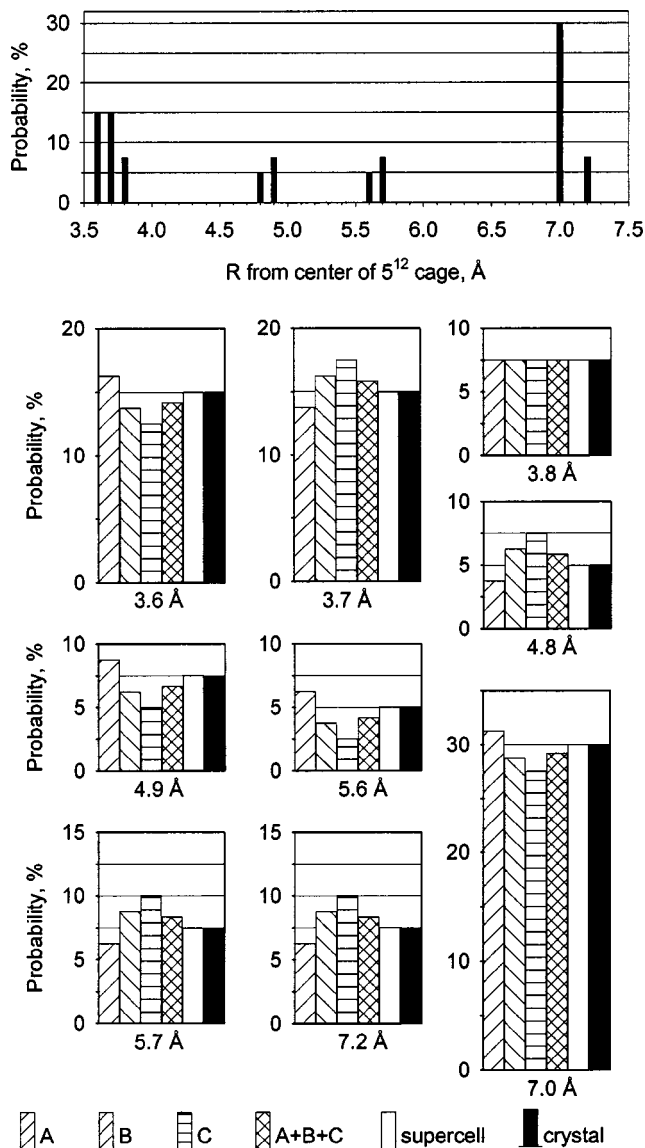 30
20
10
0
Probability, %
3.5 4.0 4.5 5.0 5.5 6.0 6.5 7.0 7.5
R from center of 5¹² cage, Å
20
10
0
Probability, %
3.6 Å
20
10
0
3.7 Å
10
5
0
3.8 Å
10
5
0
4.8 Å
10
5
0
Probability, %
4.9 Å
10
5
0
5.6 Å
30
20
10
0
7.0 Å
15
10
5
0
Probability, %
5.7 Å
15
10
5
0
7.2 Å
A B C A+B+C supercell crystal